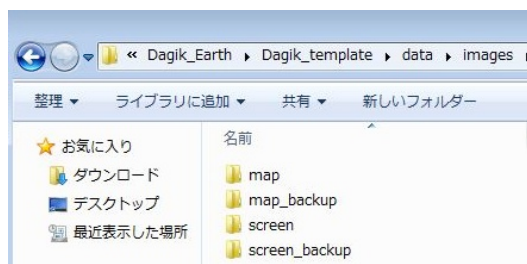 « Dagik_Earth ▸ Dagik_template ▸ data ▸ images
整理 ▼ ライブラリに追加 ▼ 共有 ▼ 新しいフォルダー
お気に入り
ダウンロード
デスクトップ
最近表示した場所
名前
map
map_backup
screen
screen_backup